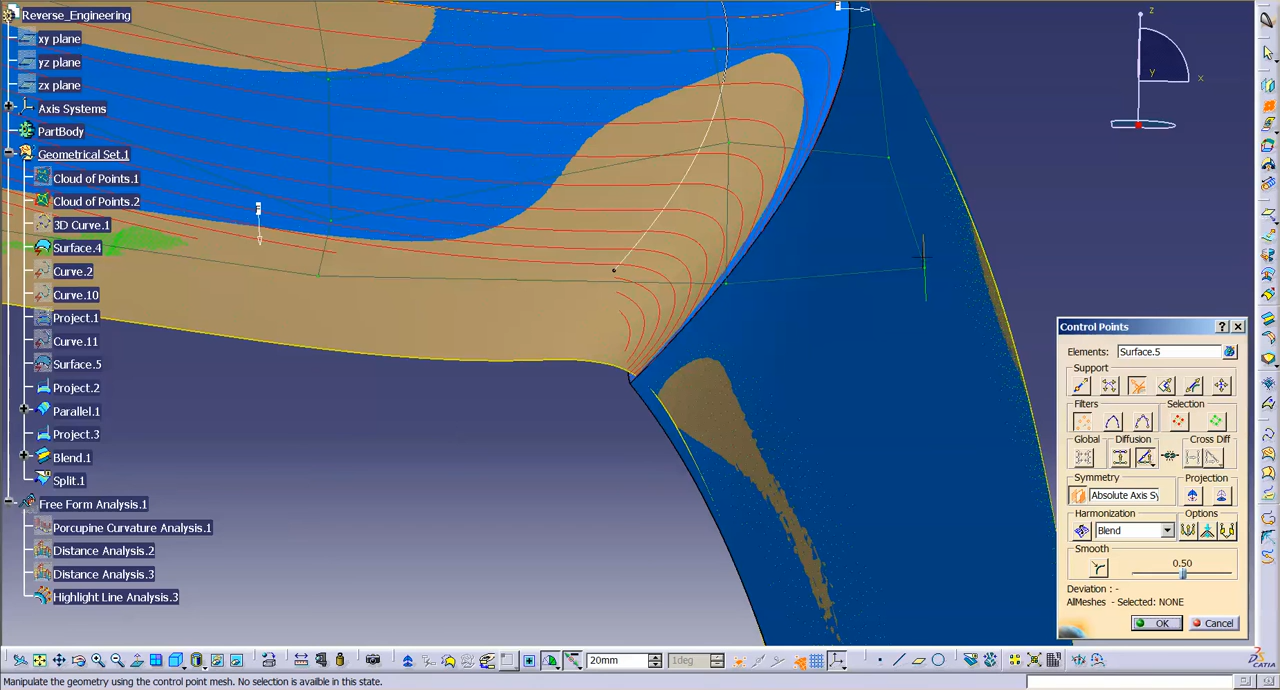 Reverse_Engineering
xy plane
yz plane
zx plane
Axis Systems
PartBody
Geometrical Set.1
Cloud of Points.1
Cloud of Points.2
3D Curve.1
Surface.4
Curve.2
Curve.10
Project.1
Curve.11
Surface.5
Project.2
Parallel.1
Project.3
Blend.1
Split.1
Free Form Analysis.1
Porcupine Curvature Analysis.1
Distance Analysis.2
Distance Analysis.3
Highlight Line Analysis.3
z
y
x
Control Points
? X
Elements: Surface.5
Support
Filters Selection
Global Diffusion Cross Diff
Symmetry Projection
Absolute Axis Sy
Harmonization Options
Blend
Smooth
0.50
Deviation : -
AllMeshes - Selected: NONE
OK Cancel
20mm 1deg
CATIA
Manipulate the geometry using the control point mesh. No selection is availble in this state.